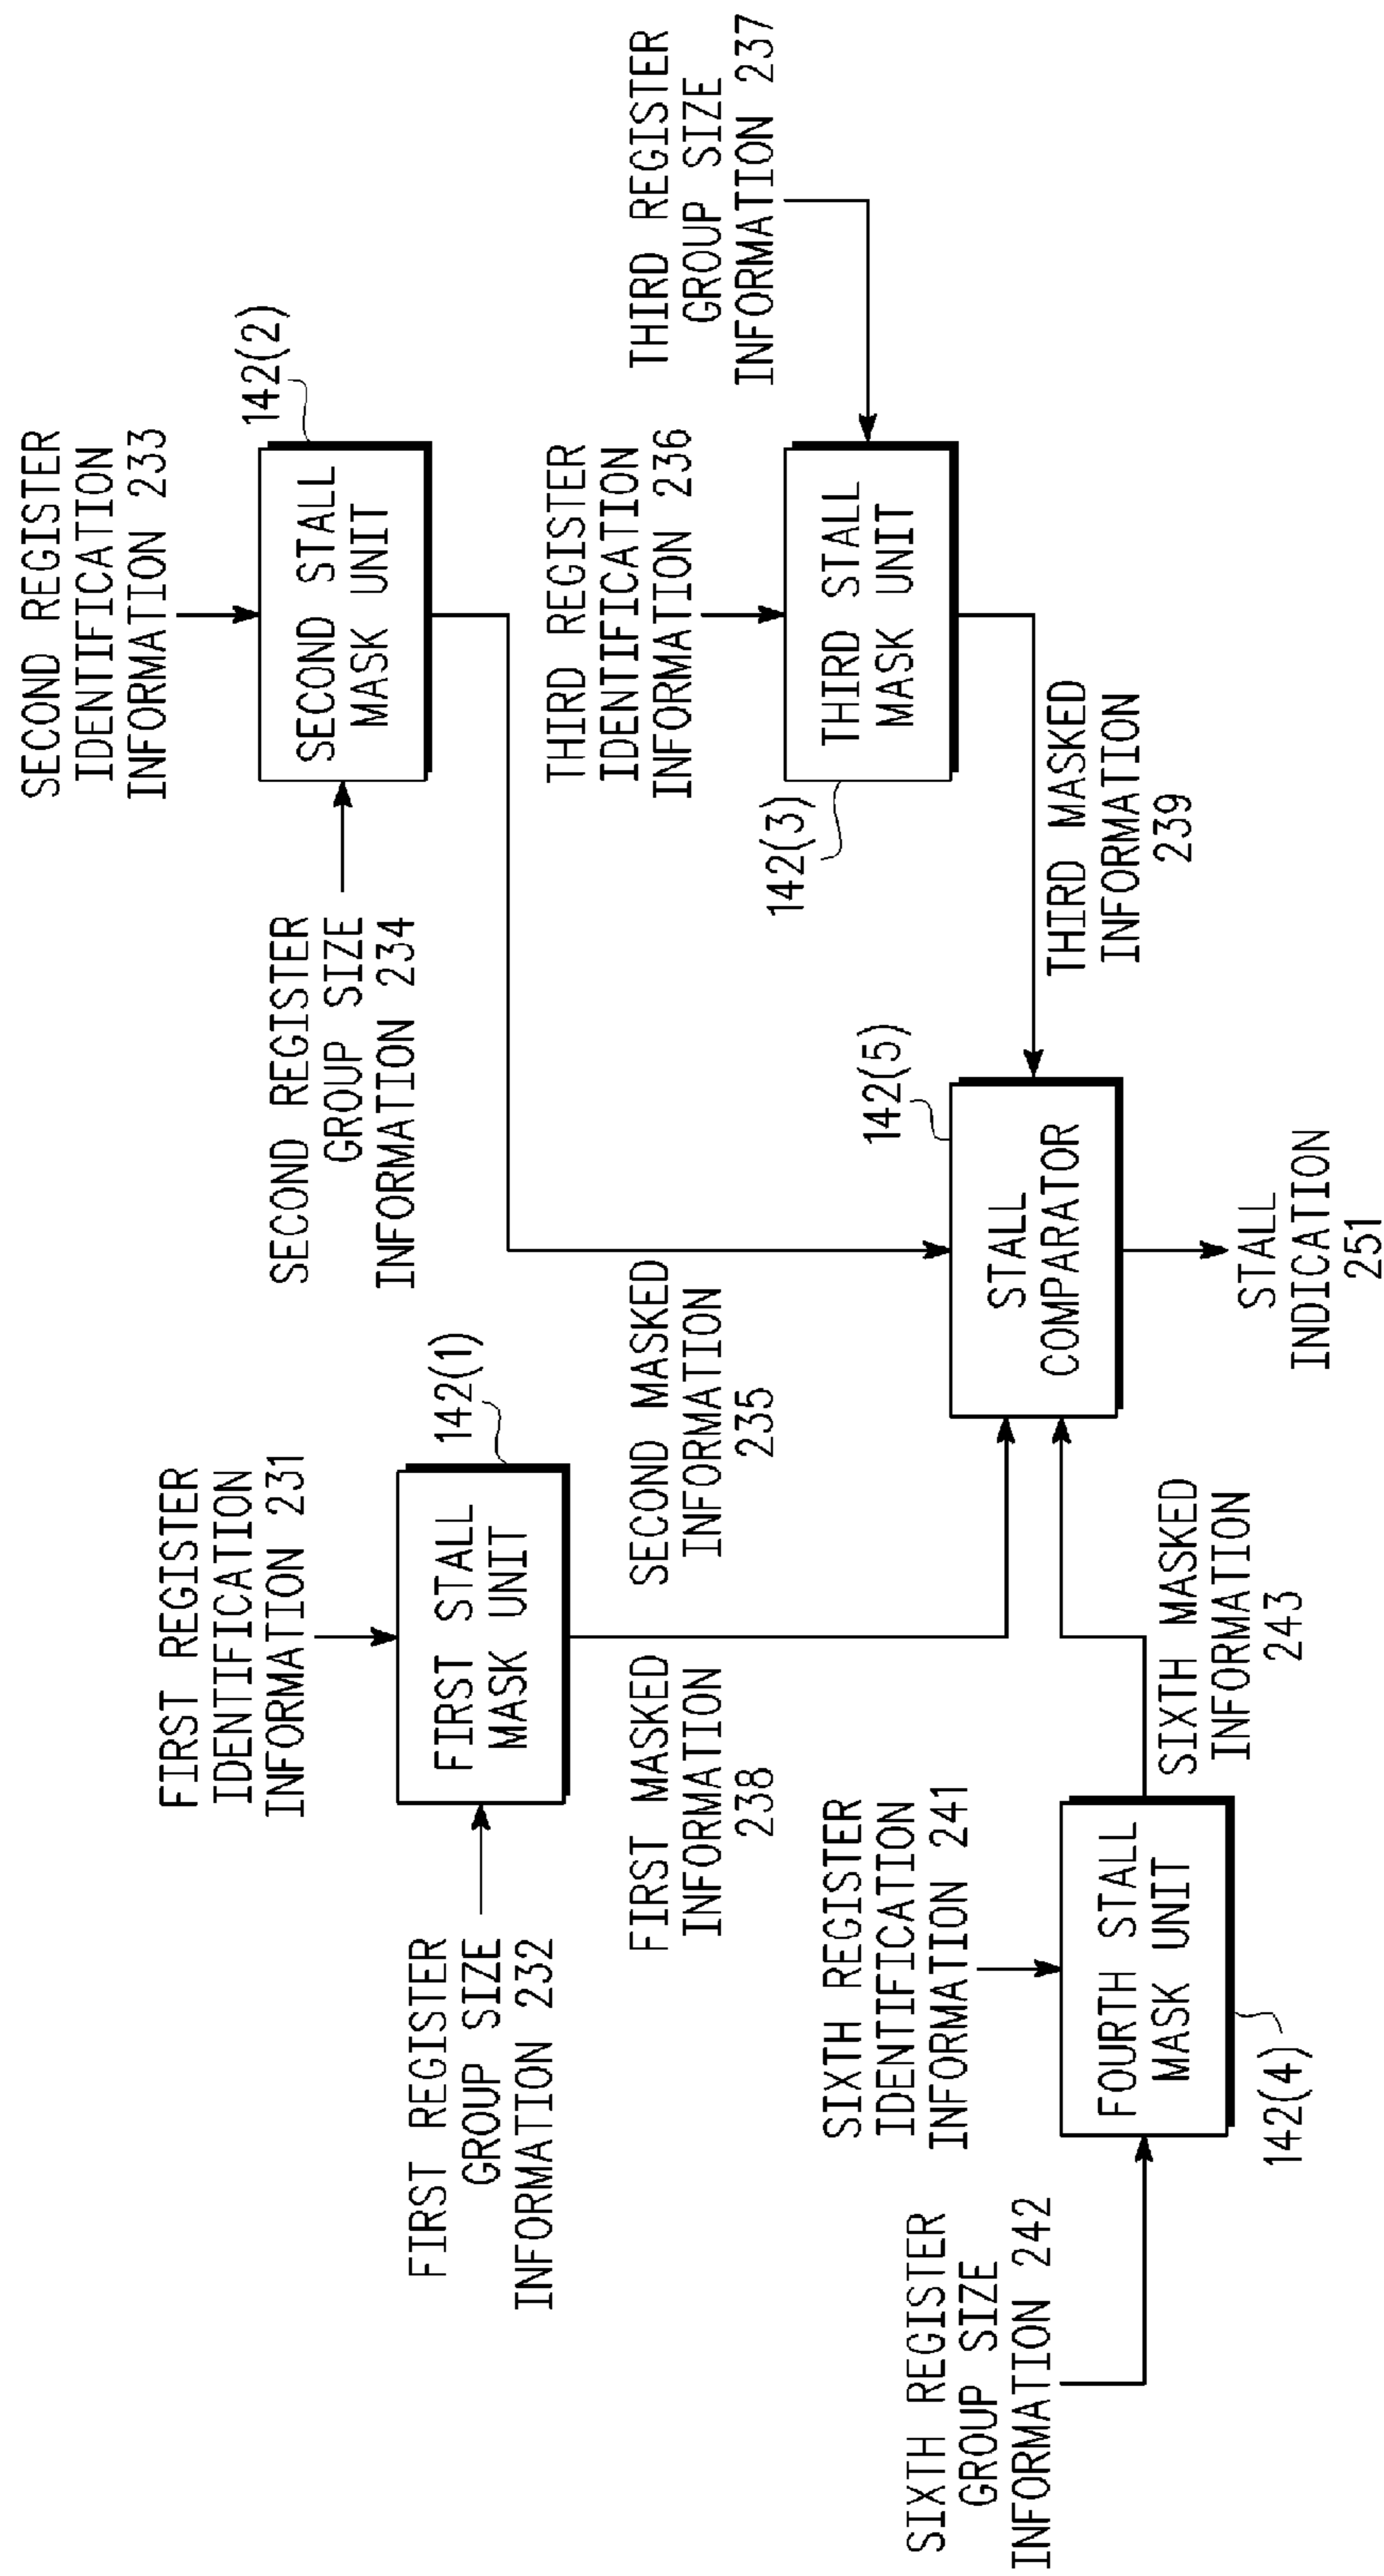 SECOND REGISTER
IDENTIFICATION
INFORMATION 233
142(2)
SECOND STALL
MASK UNIT
SECOND REGISTER
GROUP SIZE
INFORMATION 234
FIRST REGISTER
IDENTIFICATION
INFORMATION 231
142(1)
FIRST STALL
MASK UNIT
FIRST REGISTER
GROUP SIZE
INFORMATION 232
THIRD REGISTER
GROUP SIZE
INFORMATION 237
THIRD REGISTER
IDENTIFICATION
INFORMATION 236
THIRD STALL
MASK UNIT
142(3)
SECOND MASKED
INFORMATION
235
FIRST MASKED
INFORMATION
238
SIXTH REGISTER
IDENTIFICATION
INFORMATION 241
SIXTH REGISTER
GROUP SIZE
INFORMATION 242
142(5)
STALL
COMPARATOR
THIRD MASKED
INFORMATION
239
FOURTH STALL
MASK UNIT
142(4)
SIXTH MASKED
INFORMATION
243
STALL
INDICATION
251